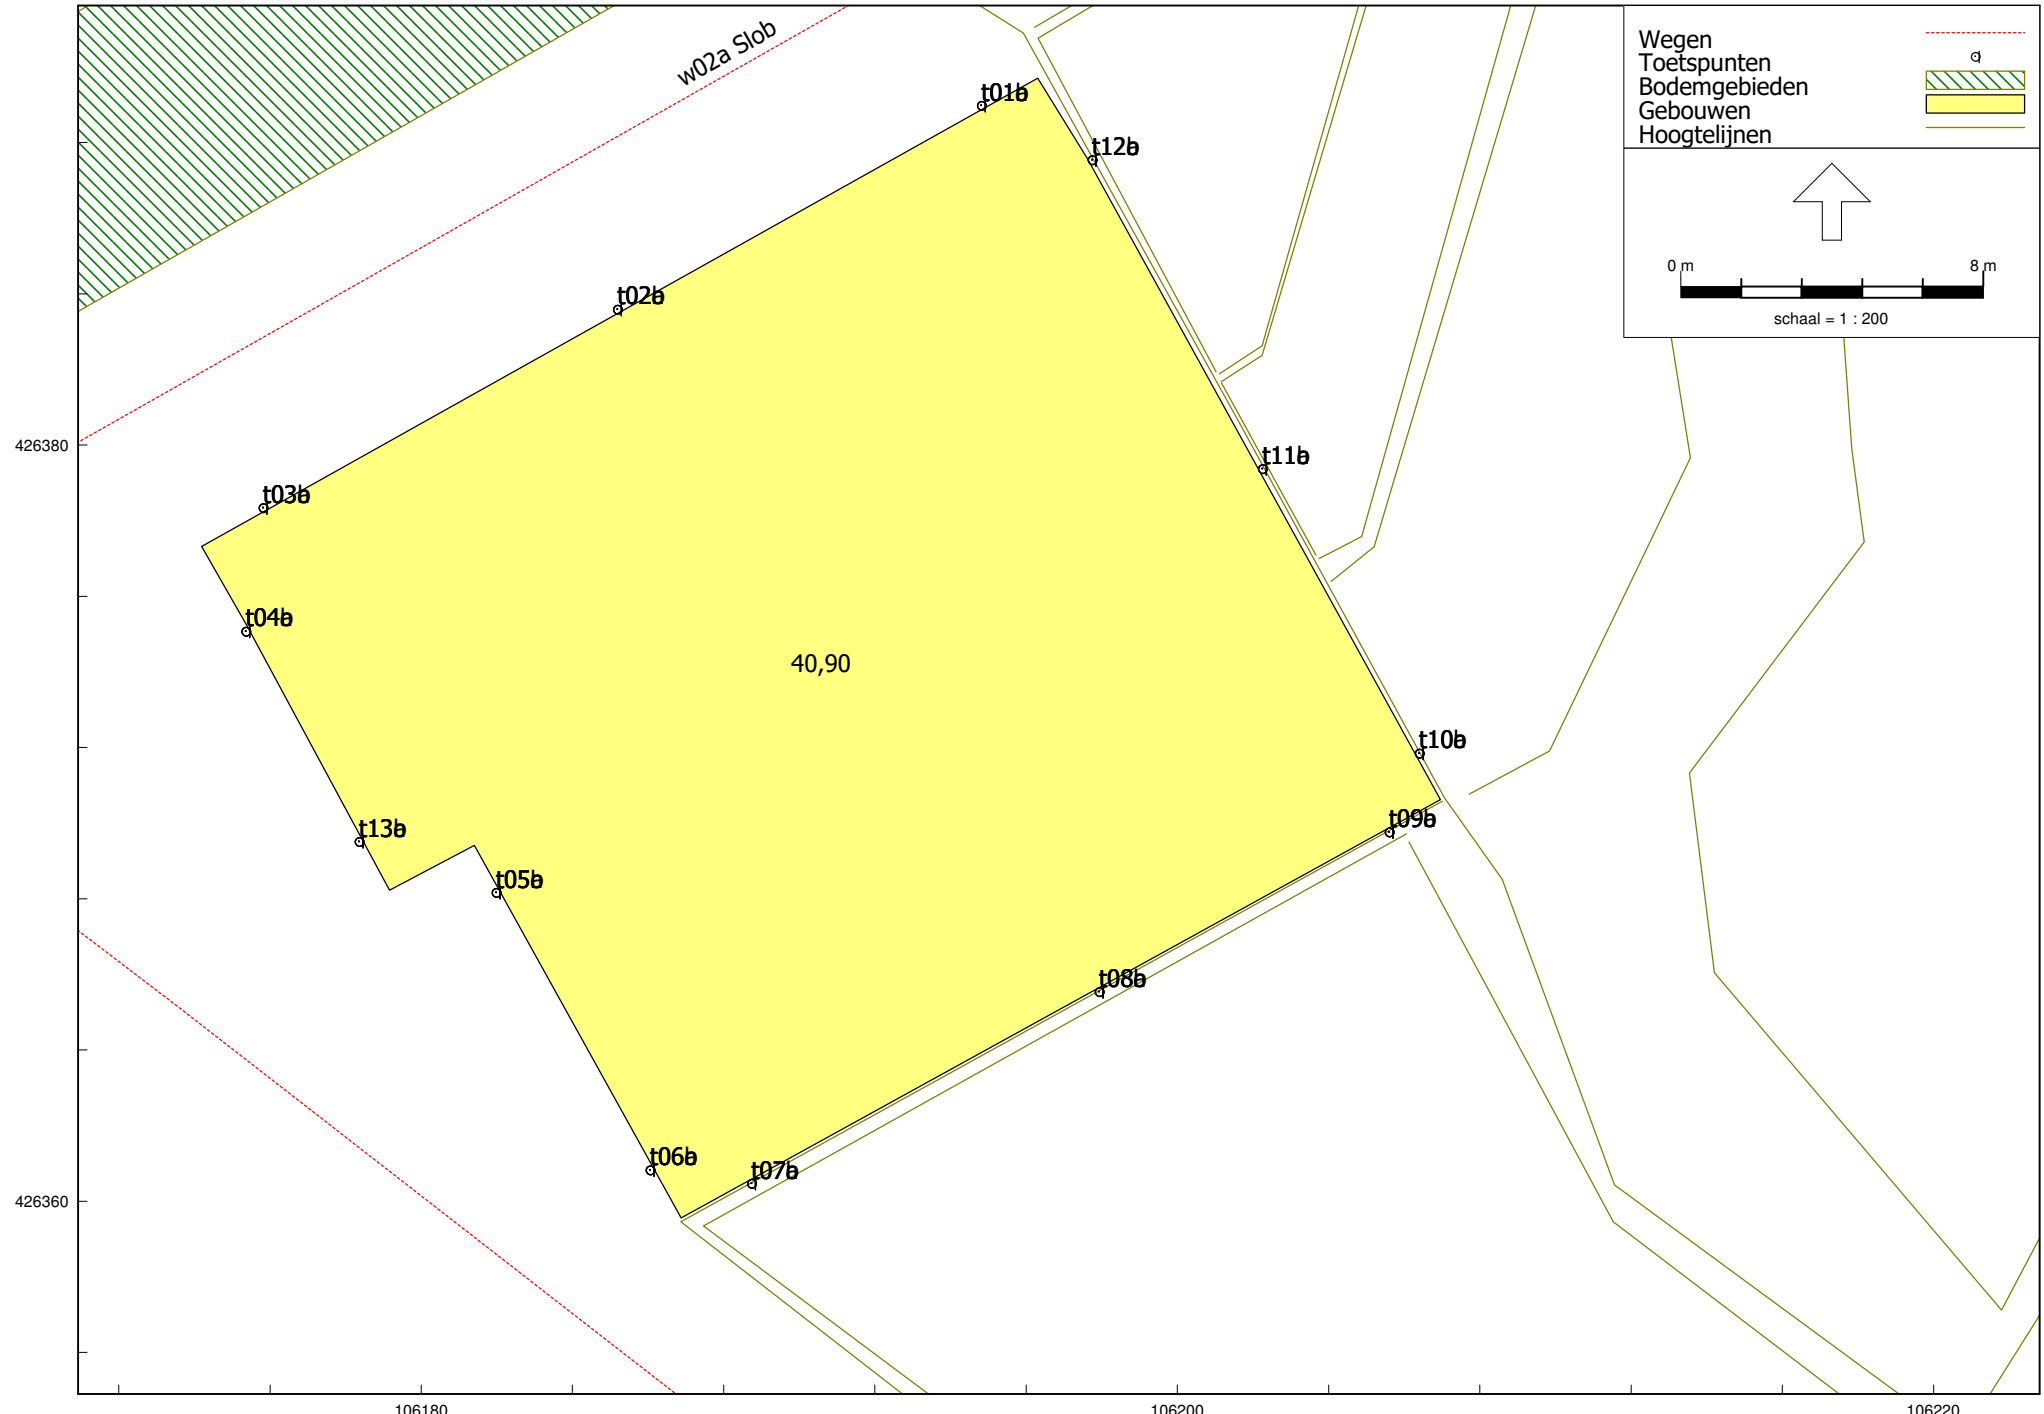 w02a Slob
Wegen
Toetspunten
Bodemgebieden
Gebouwen
Hoogtelijnen
0 m 8 m
schaal = 1 : 200
t01b
t12b
t02b
426380
t11b
t03b
t04b
40,90
t10a
t09b
t13b
t05b
t08b
t06b
t07b
426360
106180 106200 106220